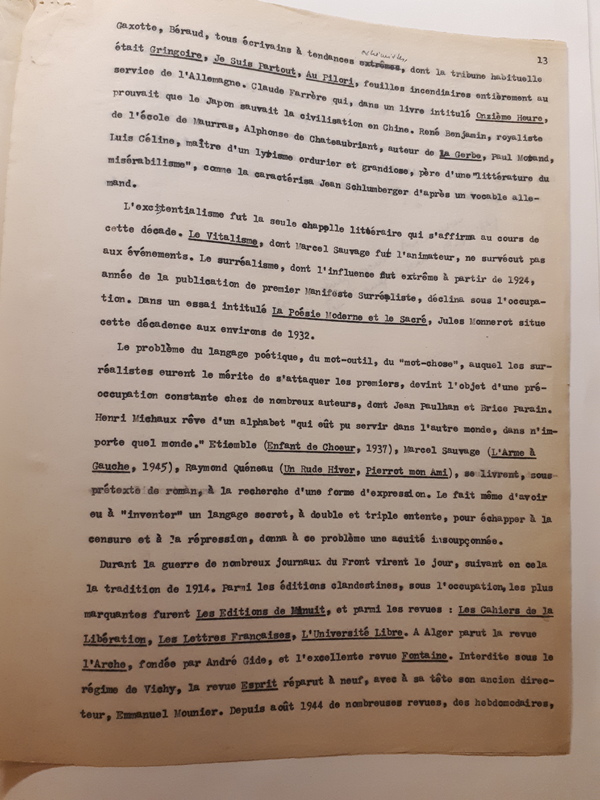 13
Gaxotte, Béraud, tous écrivains à tendances extrêmes, dont la tribune habituelle
était Gringoire, Je Suis Partout, Au Pilori, feuilles incendiaires entièrement au
service de l'Allemagne. Claude Farrère qui, dans un livre intitulé Onzième Heure,
prouvait que le Japon sauvait la civilisation en Chine. René Benjamin, royaliste
de l'école de Maurras, Alphonse de Chateaubriant, auteur de La Gerbe, Paul Morand,
Luis Céline, maître d'un lyrisme ordurier et grandiose, père d'une "littérature du
misérabilisme", comme la caractérisa Jean Schlumberger d'après un vocable alle-
mand.
L'excitentialisme fut la seule chapelle littéraire qui s'affirma au cours de
cette décade. Le Vitalisme, dont Marcel Sauvage fut l'animateur, ne survécut pas
aux événements. Le surréalisme, dont l'influence fut extrême à partir de 1924,
année de la publication de premier Manifeste Surréaliste, déclina sous l'occupa-
tion. Dans un essai intitulé La Poésie Moderne et le Sacré, Jules Monnerot situe
cette décadence aux environs de 1932.
Le problème du langage poétique, du mot-outil, du "mot-chose", auquel les sur-
réalistes eurent le mérite de s'attaquer les premiers, devint l'objet d'une pré-
occupation constante chez de nombreux auteurs, dont Jean Paulhan et Brice Parain.
Henri Michaux rêve d'un alphabet "qui eût pu servir dans l'autre monde, dans n'im-
porte quel monde." Etiemble (Enfant de Choeur, 1937), Marcel Sauvage (L'Arme à
Gauche, 1945), Raymond Quéneau (Un Rude Hiver, Pierrot mon Ami), se livrent, sous
prétexte de roman, à la recherche d'une forme d'expression. Le fait même d'avoir
eu à "inventer" un langage secret, à double et triple entente, pour échapper à la
censure et à la répression, donna à ce problème une acuité insoupçonnée.
Durant la guerre de nombreux journaux du Front virent le jour, suivant en cela
la tradition de 1914. Parmi les éditions clandestines, sous l'occupation, les plus
marquantes furent Les Editions de Minuit, et parmi les revues : Les Cahiers de la
Libération, Les Lettres Françaises, L'Université Libre. A Alger parut la revue
l'Arche, fondée par André Gide, et l'excellente revue Fontaine. Interdite sous le
régime de Vichy, la revue Esprit réparut à neuf, avec à sa tête son ancien direc-
teur, Emmanuel Mounier. Depuis août 1944 de nombreuses revues, des hebdomodaires,